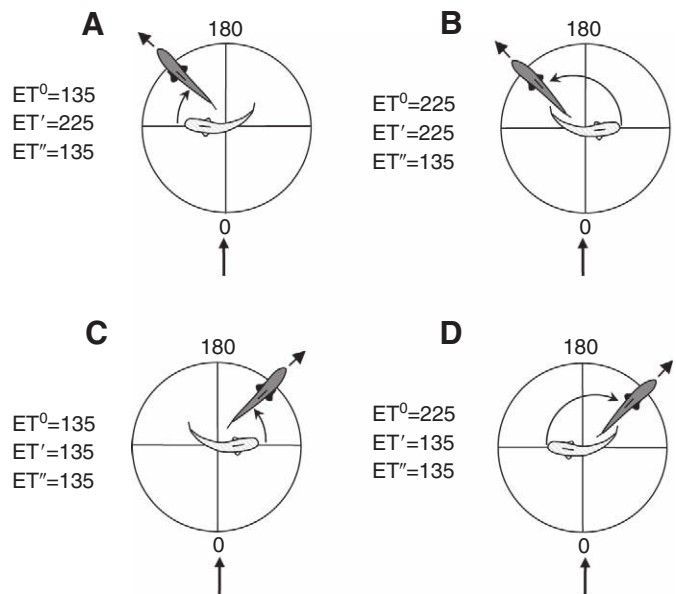 A
180
ET⁰=135
ET′=225
ET″=135
0
B
180
ET⁰=225
ET′=225
ET″=135
0
C
180
ET⁰=135
ET′=135
ET″=135
0
D
180
ET⁰=225
ET′=135
ET″=135
0